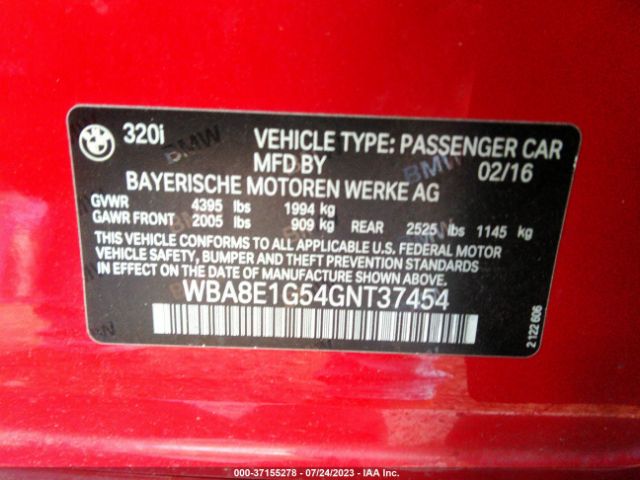 320i VEHICLE TYPE: PASSENGER CAR
MFD BY 02/16
BAYERISCHE MOTOREN WERKE AG
GVWR 4395 lbs 1994 kg
GAWR FRONT 2005 lbs 909 kg REAR 2525 lbs 1145 kg
THIS VEHICLE CONFORMS TO ALL APPLICABLE U.S. FEDERAL MOTOR
VEHICLE SAFETY, BUMPER AND THEFT PREVENTION STANDARDS
IN EFFECT ON THE DATE OF MANUFACTURE SHOWN ABOVE.
WBA8E1G54GNT37454
2 122 606
000-37155278 - 07/24/2023 - IAA Inc.